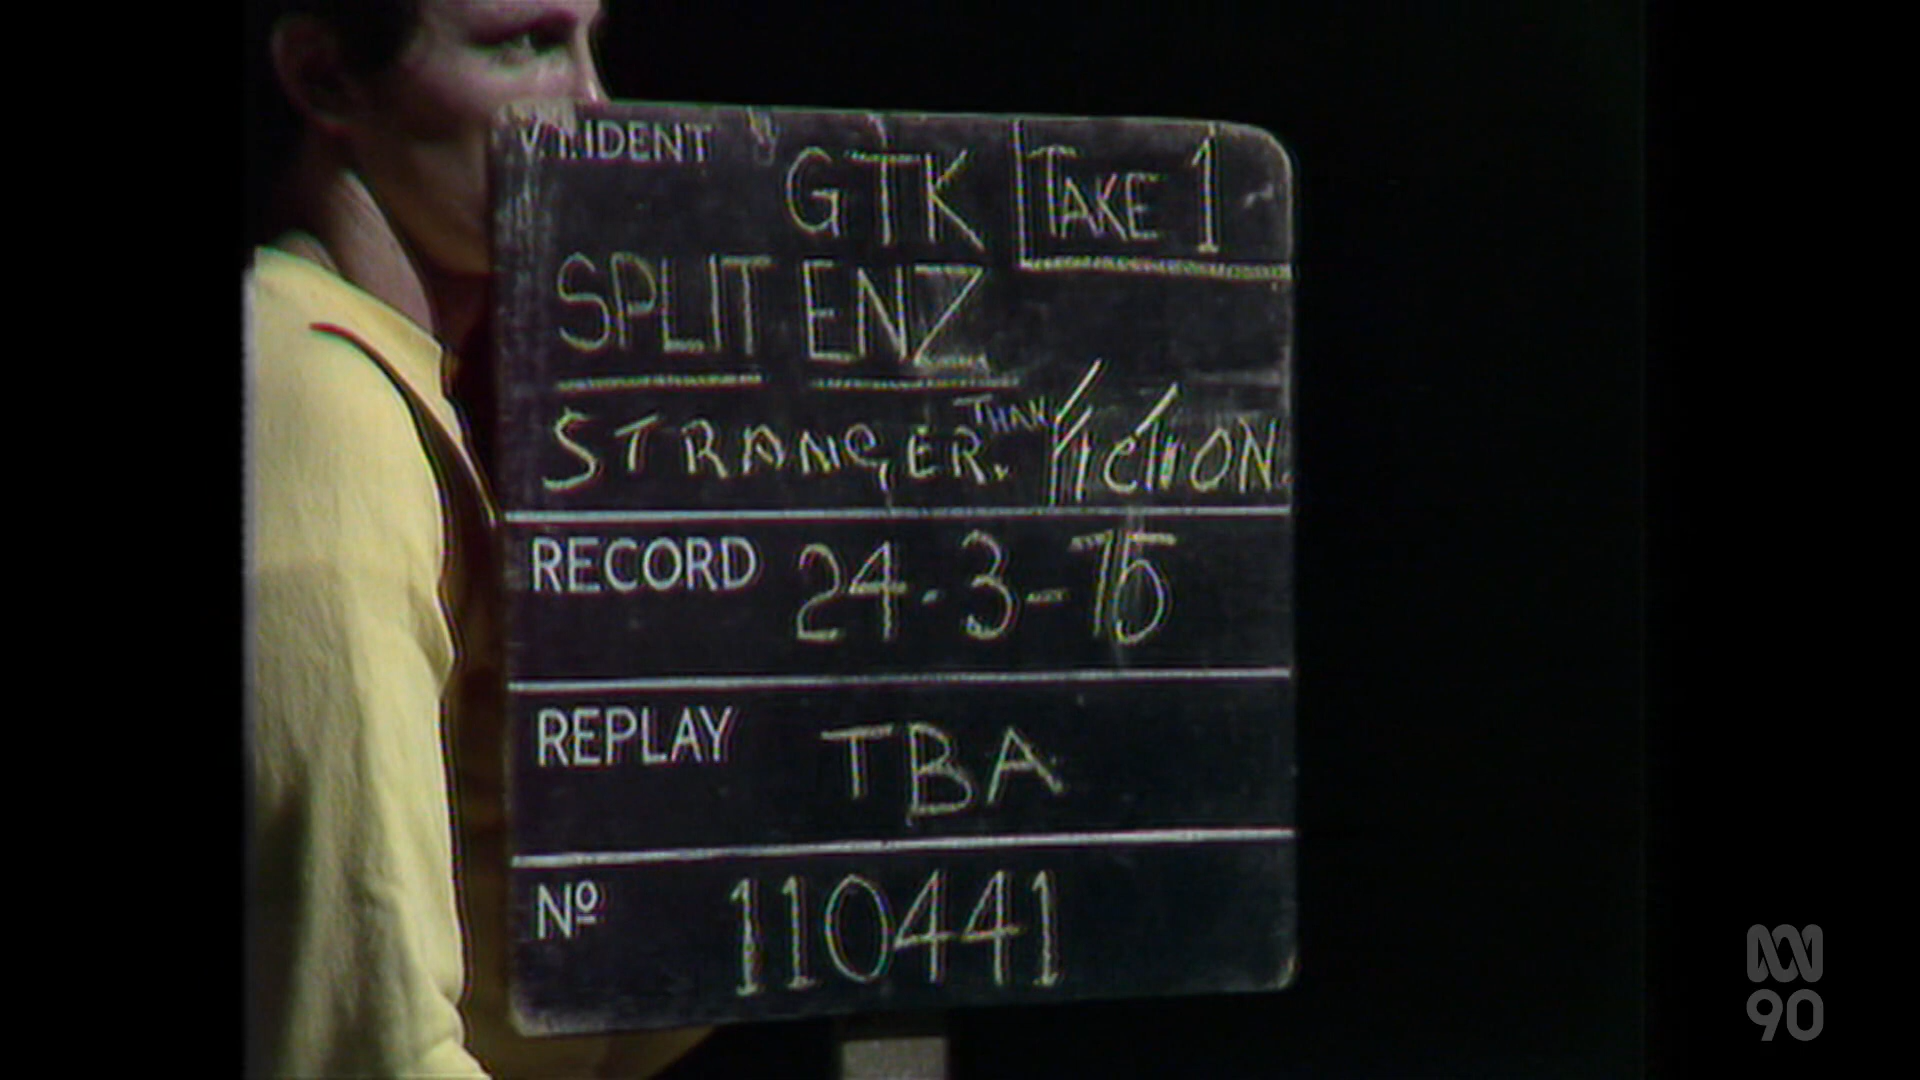 V.T. IDENT
GTK
TAKE 1
SPLIT ENZ
STRANGER. THAN FICTION.
RECORD 24-3-75
REPLAY TBA
Nº 110441
90